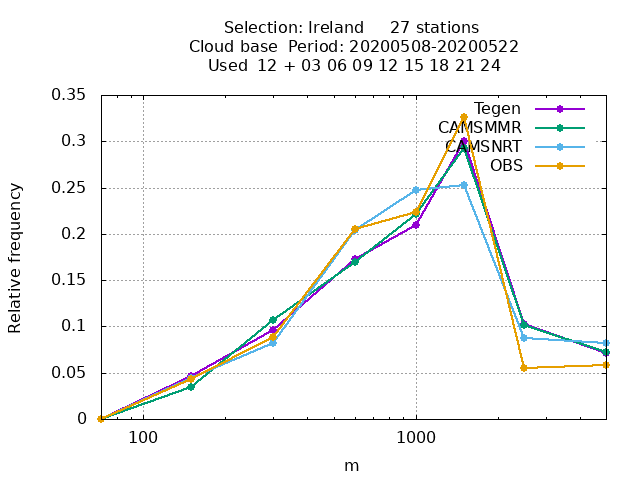 Selection: Ireland     27 stations
Cloud base  Period: 20200508-20200522
Used  12 + 03 06 09 12 15 18 21 24
Relative frequency
0.35
0.3
0.25
0.2
0.15
0.1
0.05
0
100
1000
m
Tegen
CAMSMMR
CAMSNRT
OBS